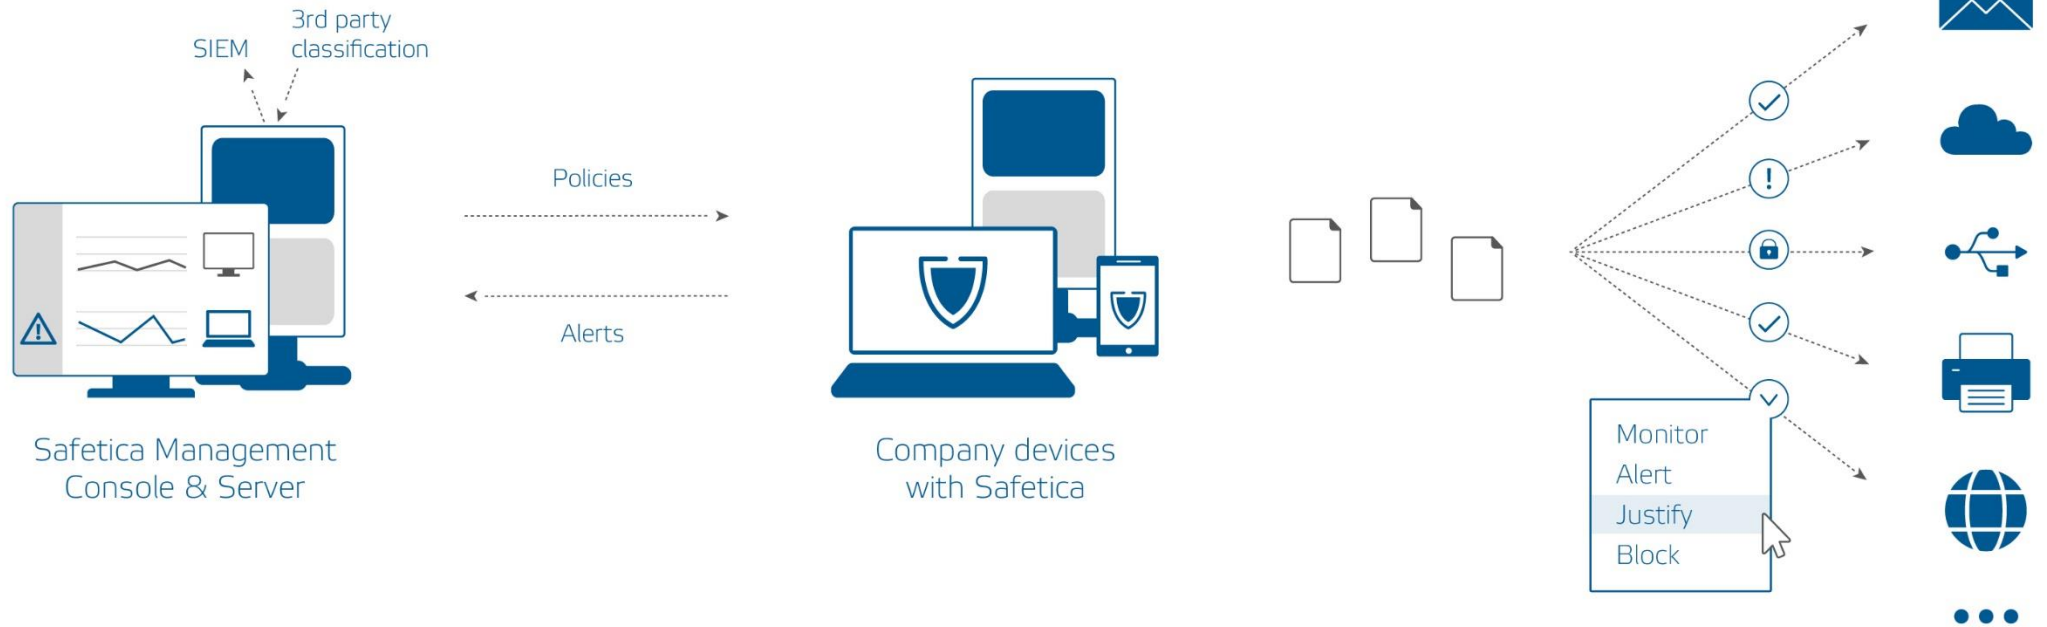 SIEM
3rd party
classification
Policies
Alerts
Safetica Management
Console & Server
Company devices
with Safetica
Monitor
Alert
Justify
Block